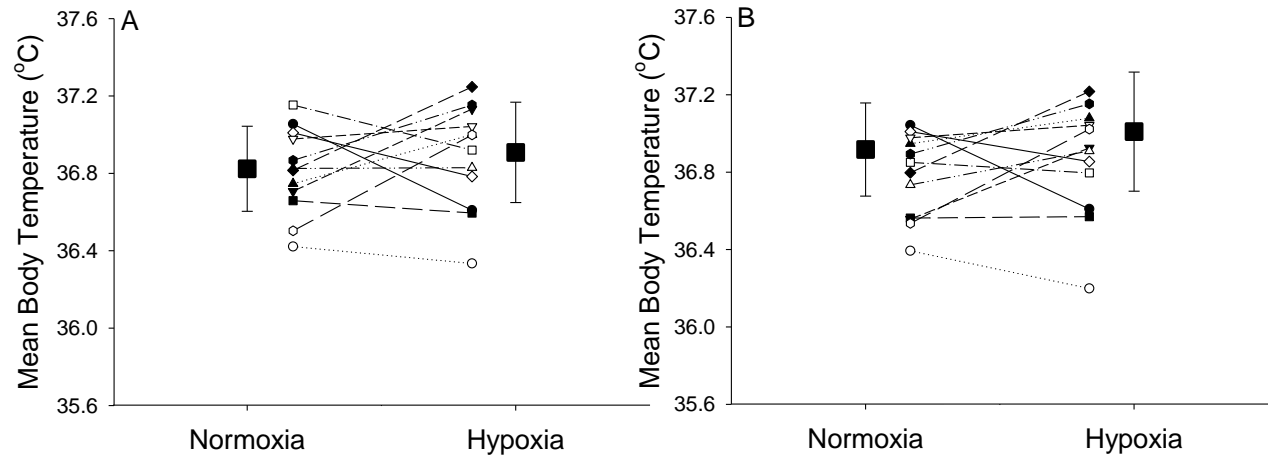 A
Mean Body Temperature (°C)
37.6
37.2
36.8
36.4
36.0
35.6
Normoxia
Hypoxia
B
Mean Body Temperature (°C)
37.6
37.2
36.8
36.4
36.0
35.6
Normoxia
Hypoxia